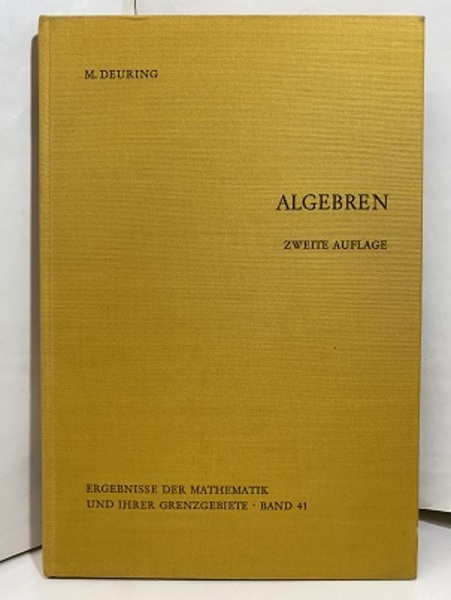 M. DEURING
ALGEBREN
ZWEITE AUFLAGE
ERGEBNISSE DER MATHEMATIK
UND IHRER GRENZGEBIETE · BAND 41